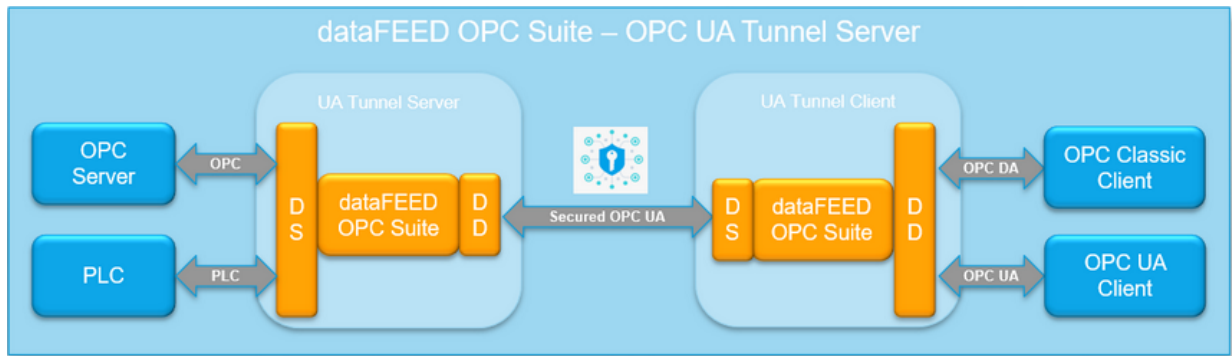 dataFEED OPC Suite – OPC UA Tunnel Server
UA Tunnel Server
UA Tunnel Client
OPC
Server
OPC
PLC
PLC
D
S
dataFEED
OPC Suite
D
D
Secured OPC UA
D
S
dataFEED
OPC Suite
D
D
OPC DA
OPC Classic
Client
OPC UA
OPC UA
Client